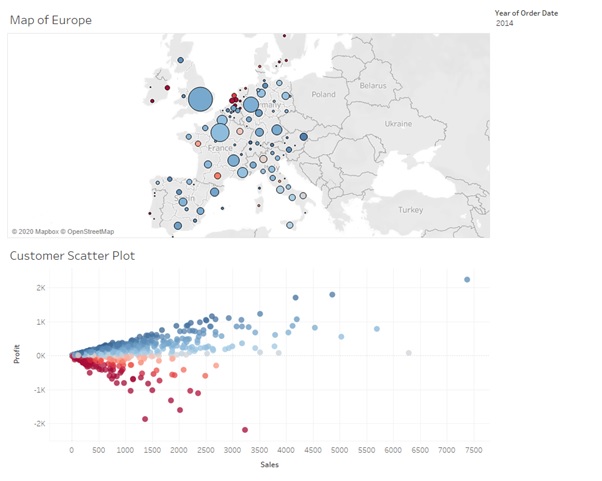 Map of Europe
Year of Order Date
2014
Poland
Belarus
Ukraine
France
Turkey
© 2020 Mapbox © OpenStreetMap
Customer Scatter Plot
2K
1K
0K
-1K
-2K
Profit
0 500 1000 1500 2000 2500 3000 3500 4000 4500 5000 5500 6000 6500 7000 7500
Sales